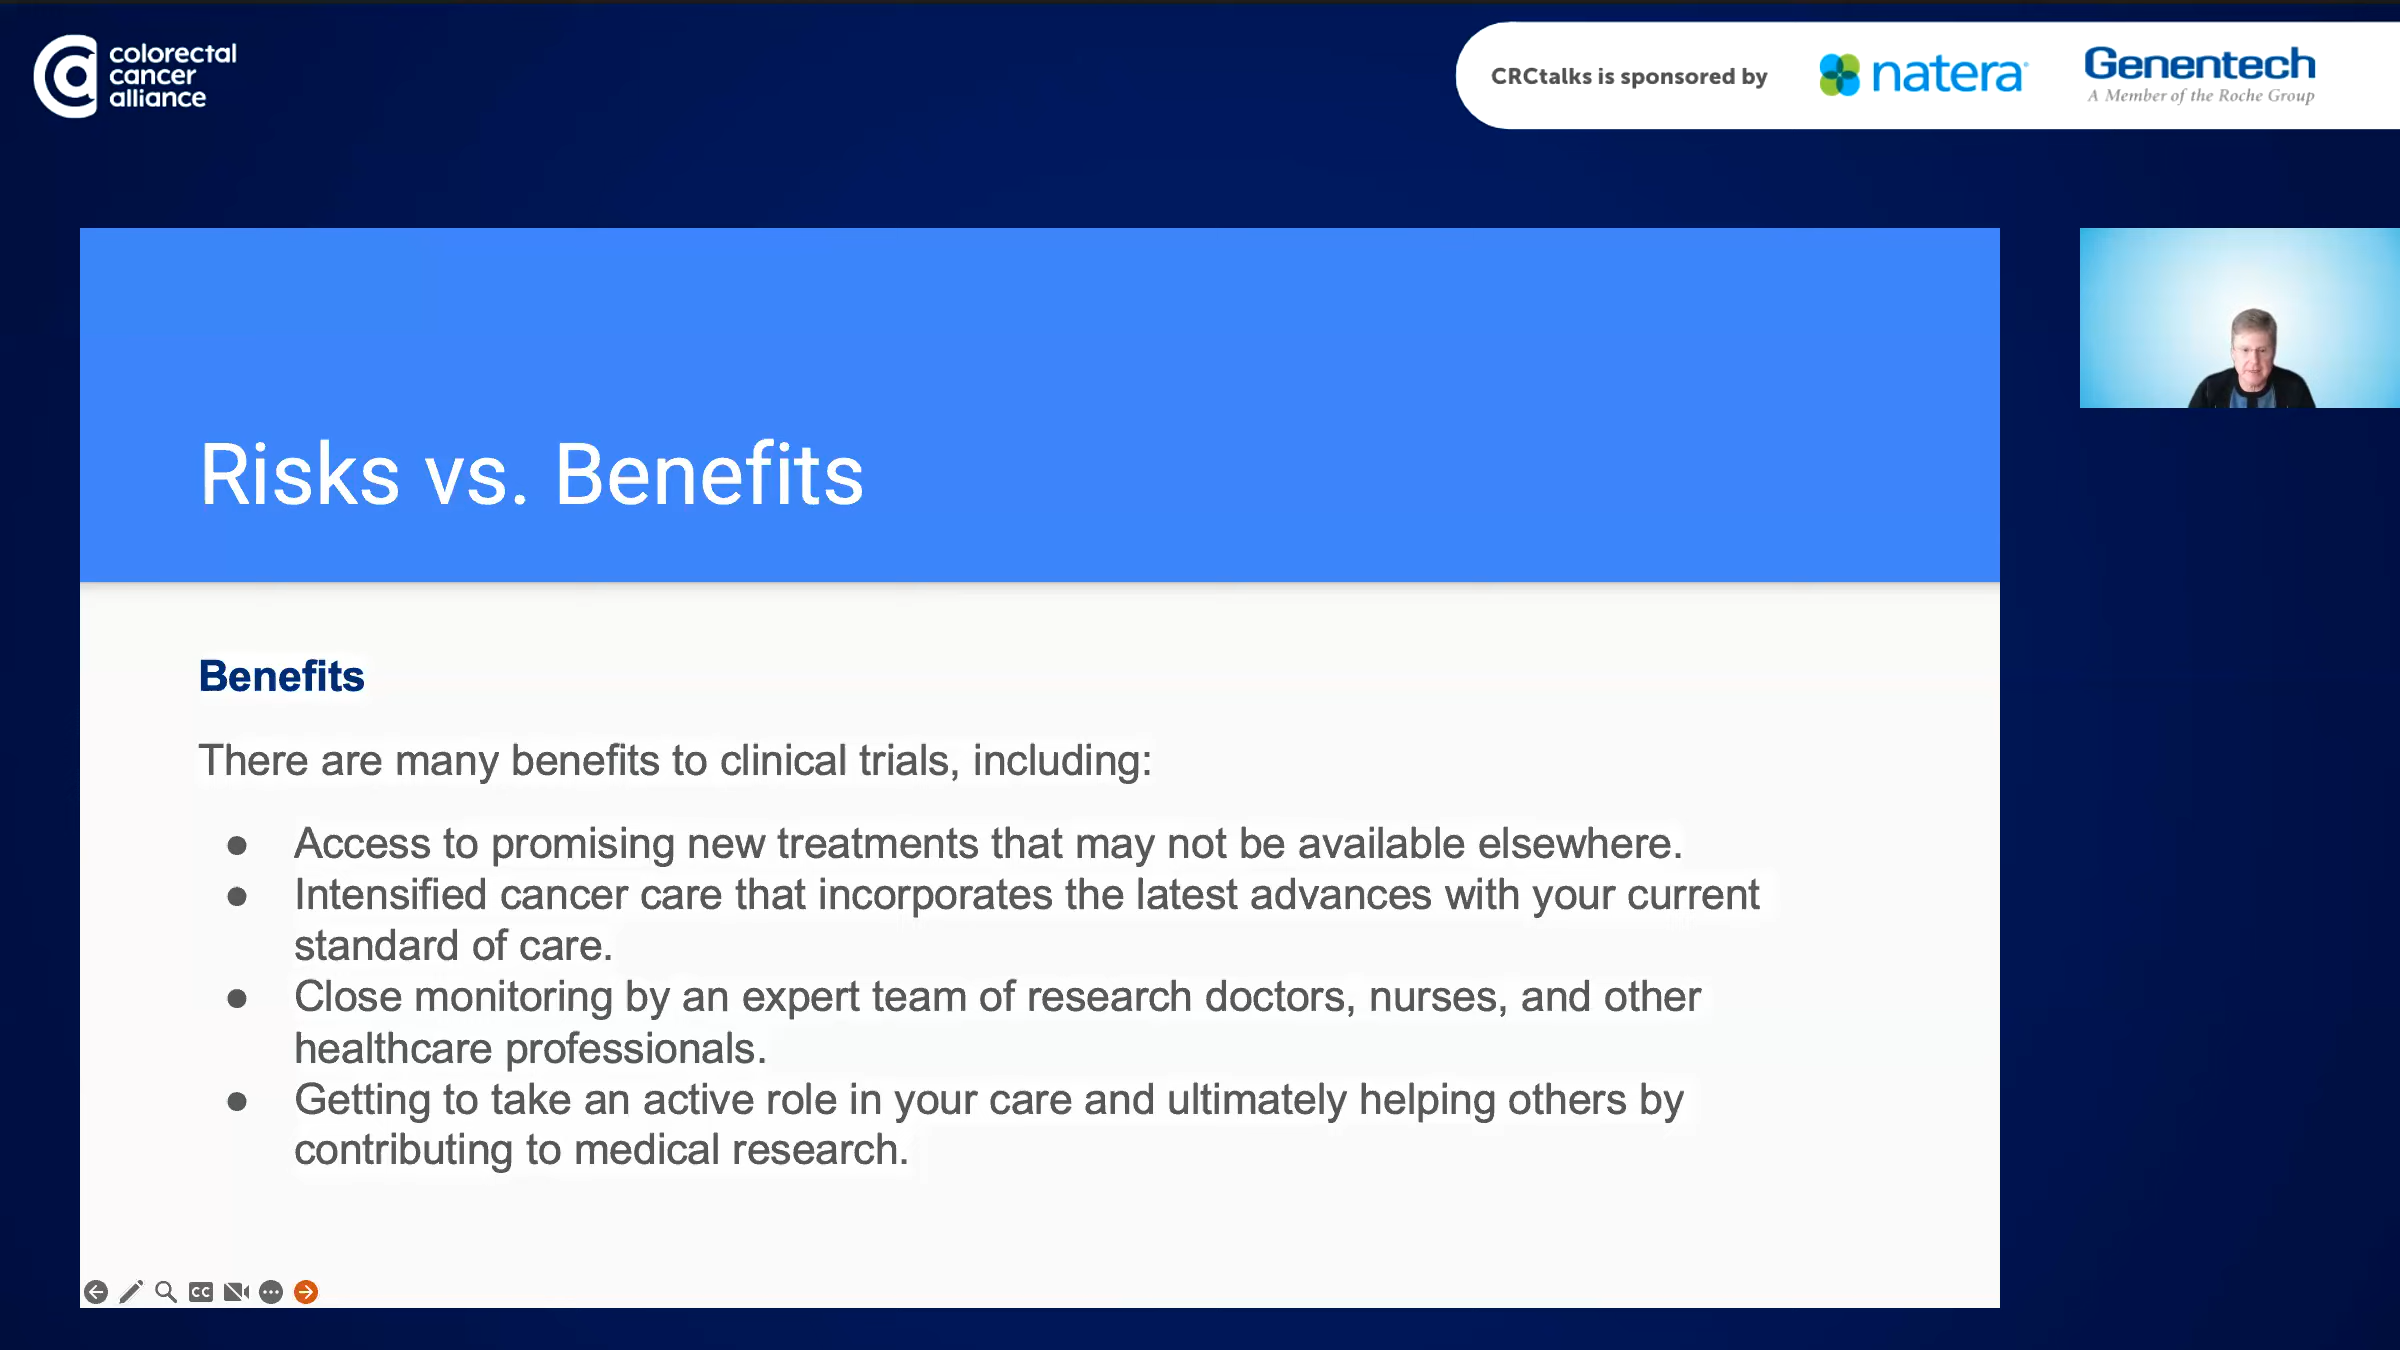 colorectal
cancer
alliance
CRCtalks is sponsored by
natera
Genentech
A Member of the Roche Group
Risks vs. Benefits
Benefits
There are many benefits to clinical trials, including:
● Access to promising new treatments that may not be available elsewhere.
● Intensified cancer care that incorporates the latest advances with your current
standard of care.
● Close monitoring by an expert team of research doctors, nurses, and other
healthcare professionals.
● Getting to take an active role in your care and ultimately helping others by
contributing to medical research.
CC